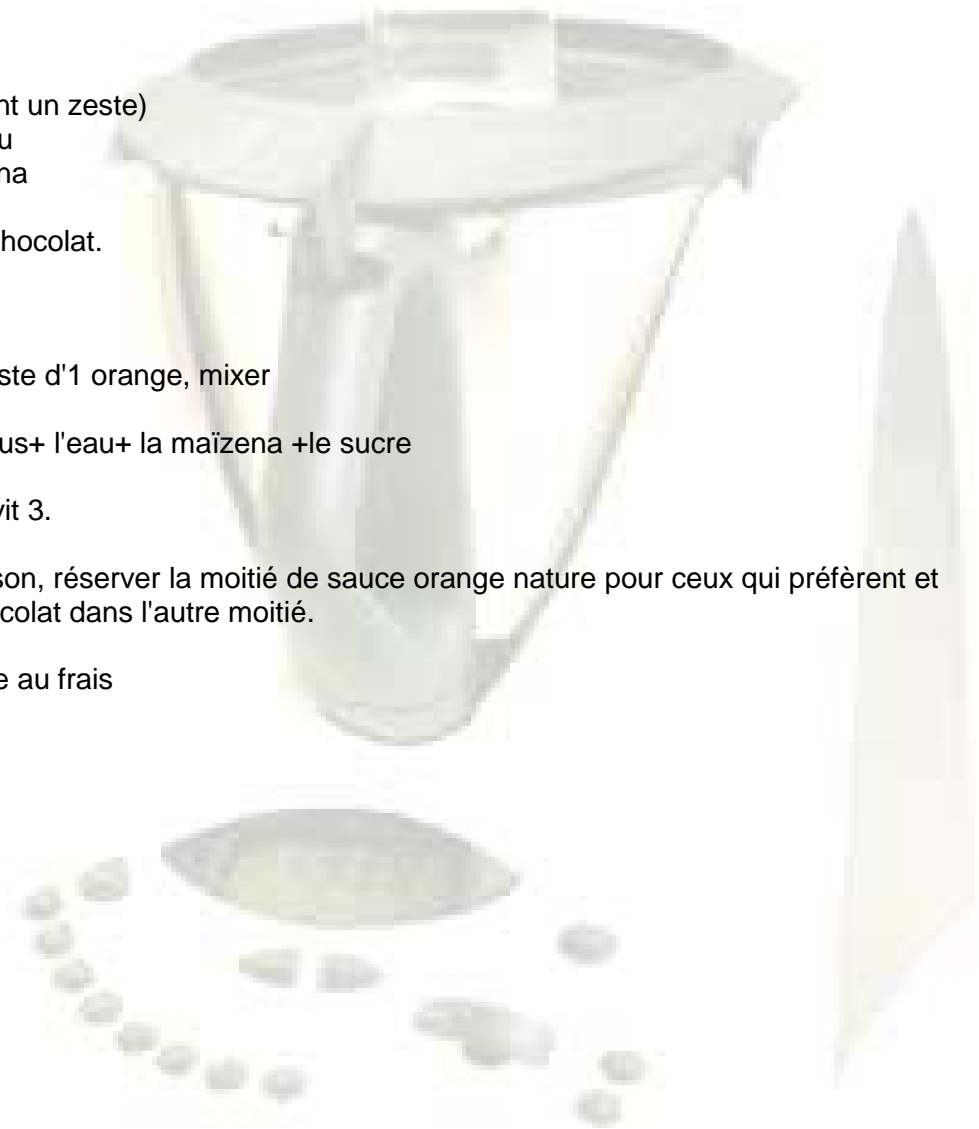 nt un zeste)
u
na
hocolat.
ste d'1 orange, mixer
us+ l'eau+ la maïzena +le sucre
vit 3.
son, réserver la moitié de sauce orange nature pour ceux qui préfèrent et
colat dans l'autre moitié.
e au frais